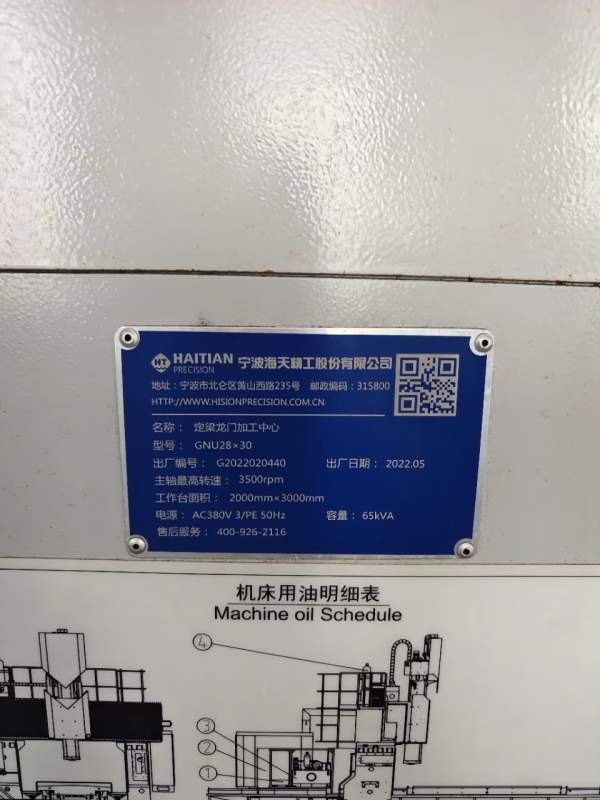 HT HAITIAN PRECISION 宁波海天精工股份有限公司
地址：宁波市北仑区黄山西路235号 邮政编码：315800
HTTP://WWW.HISIONPRECISION.COM.CN
名称：定梁龙门加工中心
型号：GNU28×30
出厂编号：G2022020440 出厂日期：2022.05
主轴最高转速：3500rpm
工作台面积：2000mm×3000mm
电源：AC380V 3/PE 50Hz 容量：65kVA
售后服务：400-926-2116
机床用油明细表
Machine oil Schedule
④
③
②
①